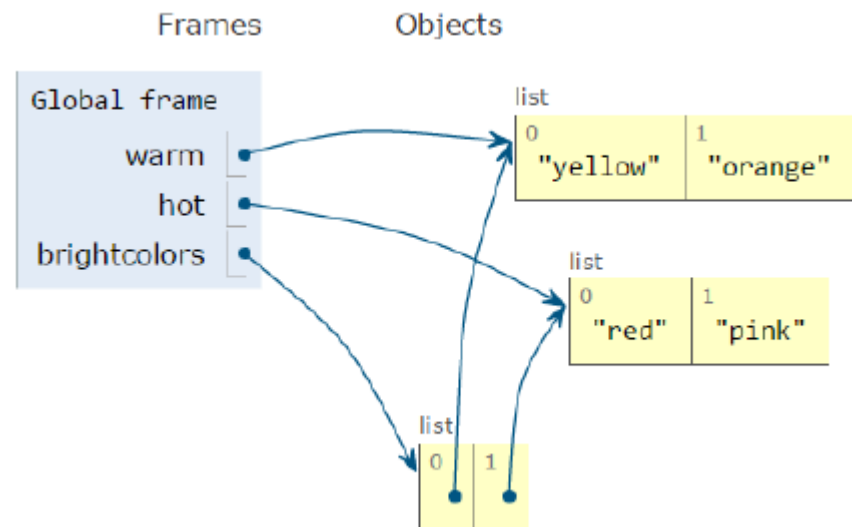 Frames Objects
Global frame
warm
hot
brightcolors
list
0 1
"yellow" "orange"
list
0 1
"red" "pink"
list
0 1